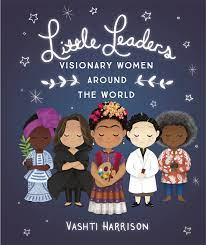 Little Leaders
VISIONARY WOMEN
AROUND
THE WORLD
VASHTI HARRISON